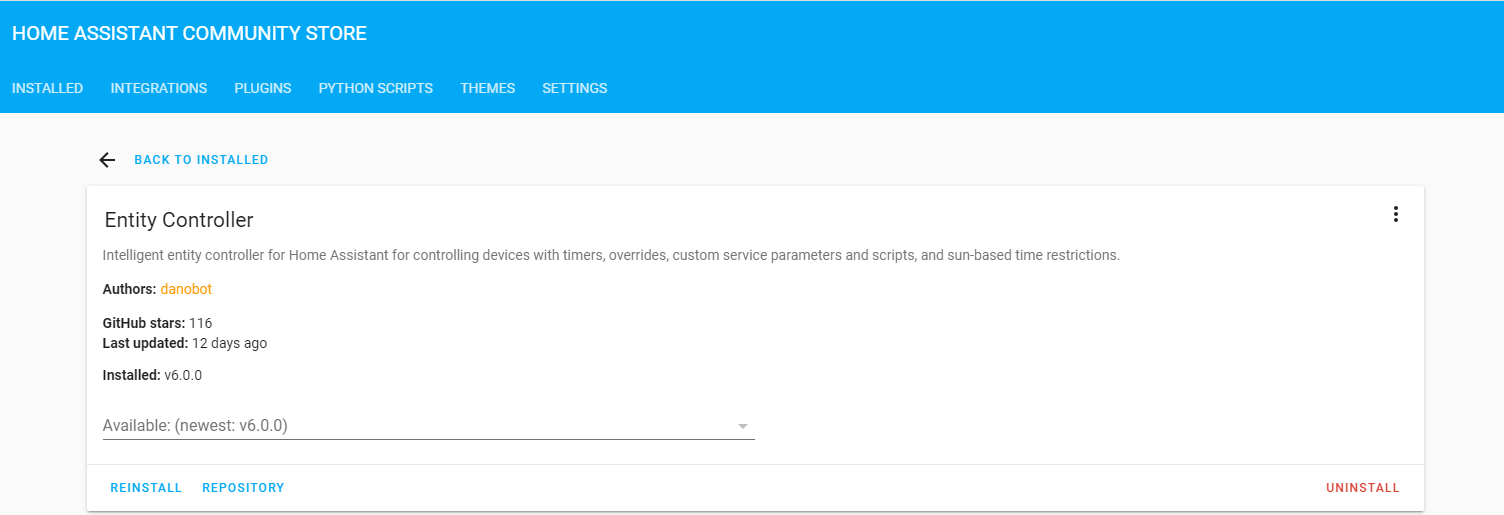 HOME ASSISTANT COMMUNITY STORE
INSTALLED INTEGRATIONS PLUGINS PYTHON SCRIPTS THEMES SETTINGS
BACK TO INSTALLED
Entity Controller
Intelligent entity controller for Home Assistant for controlling devices with timers, overrides, custom service parameters and scripts, and sun-based time restrictions.
Authors: danobot
GitHub stars: 116
Last updated: 12 days ago
Installed: v6.0.0
Available: (newest: v6.0.0)
REINSTALL REPOSITORY UNINSTALL